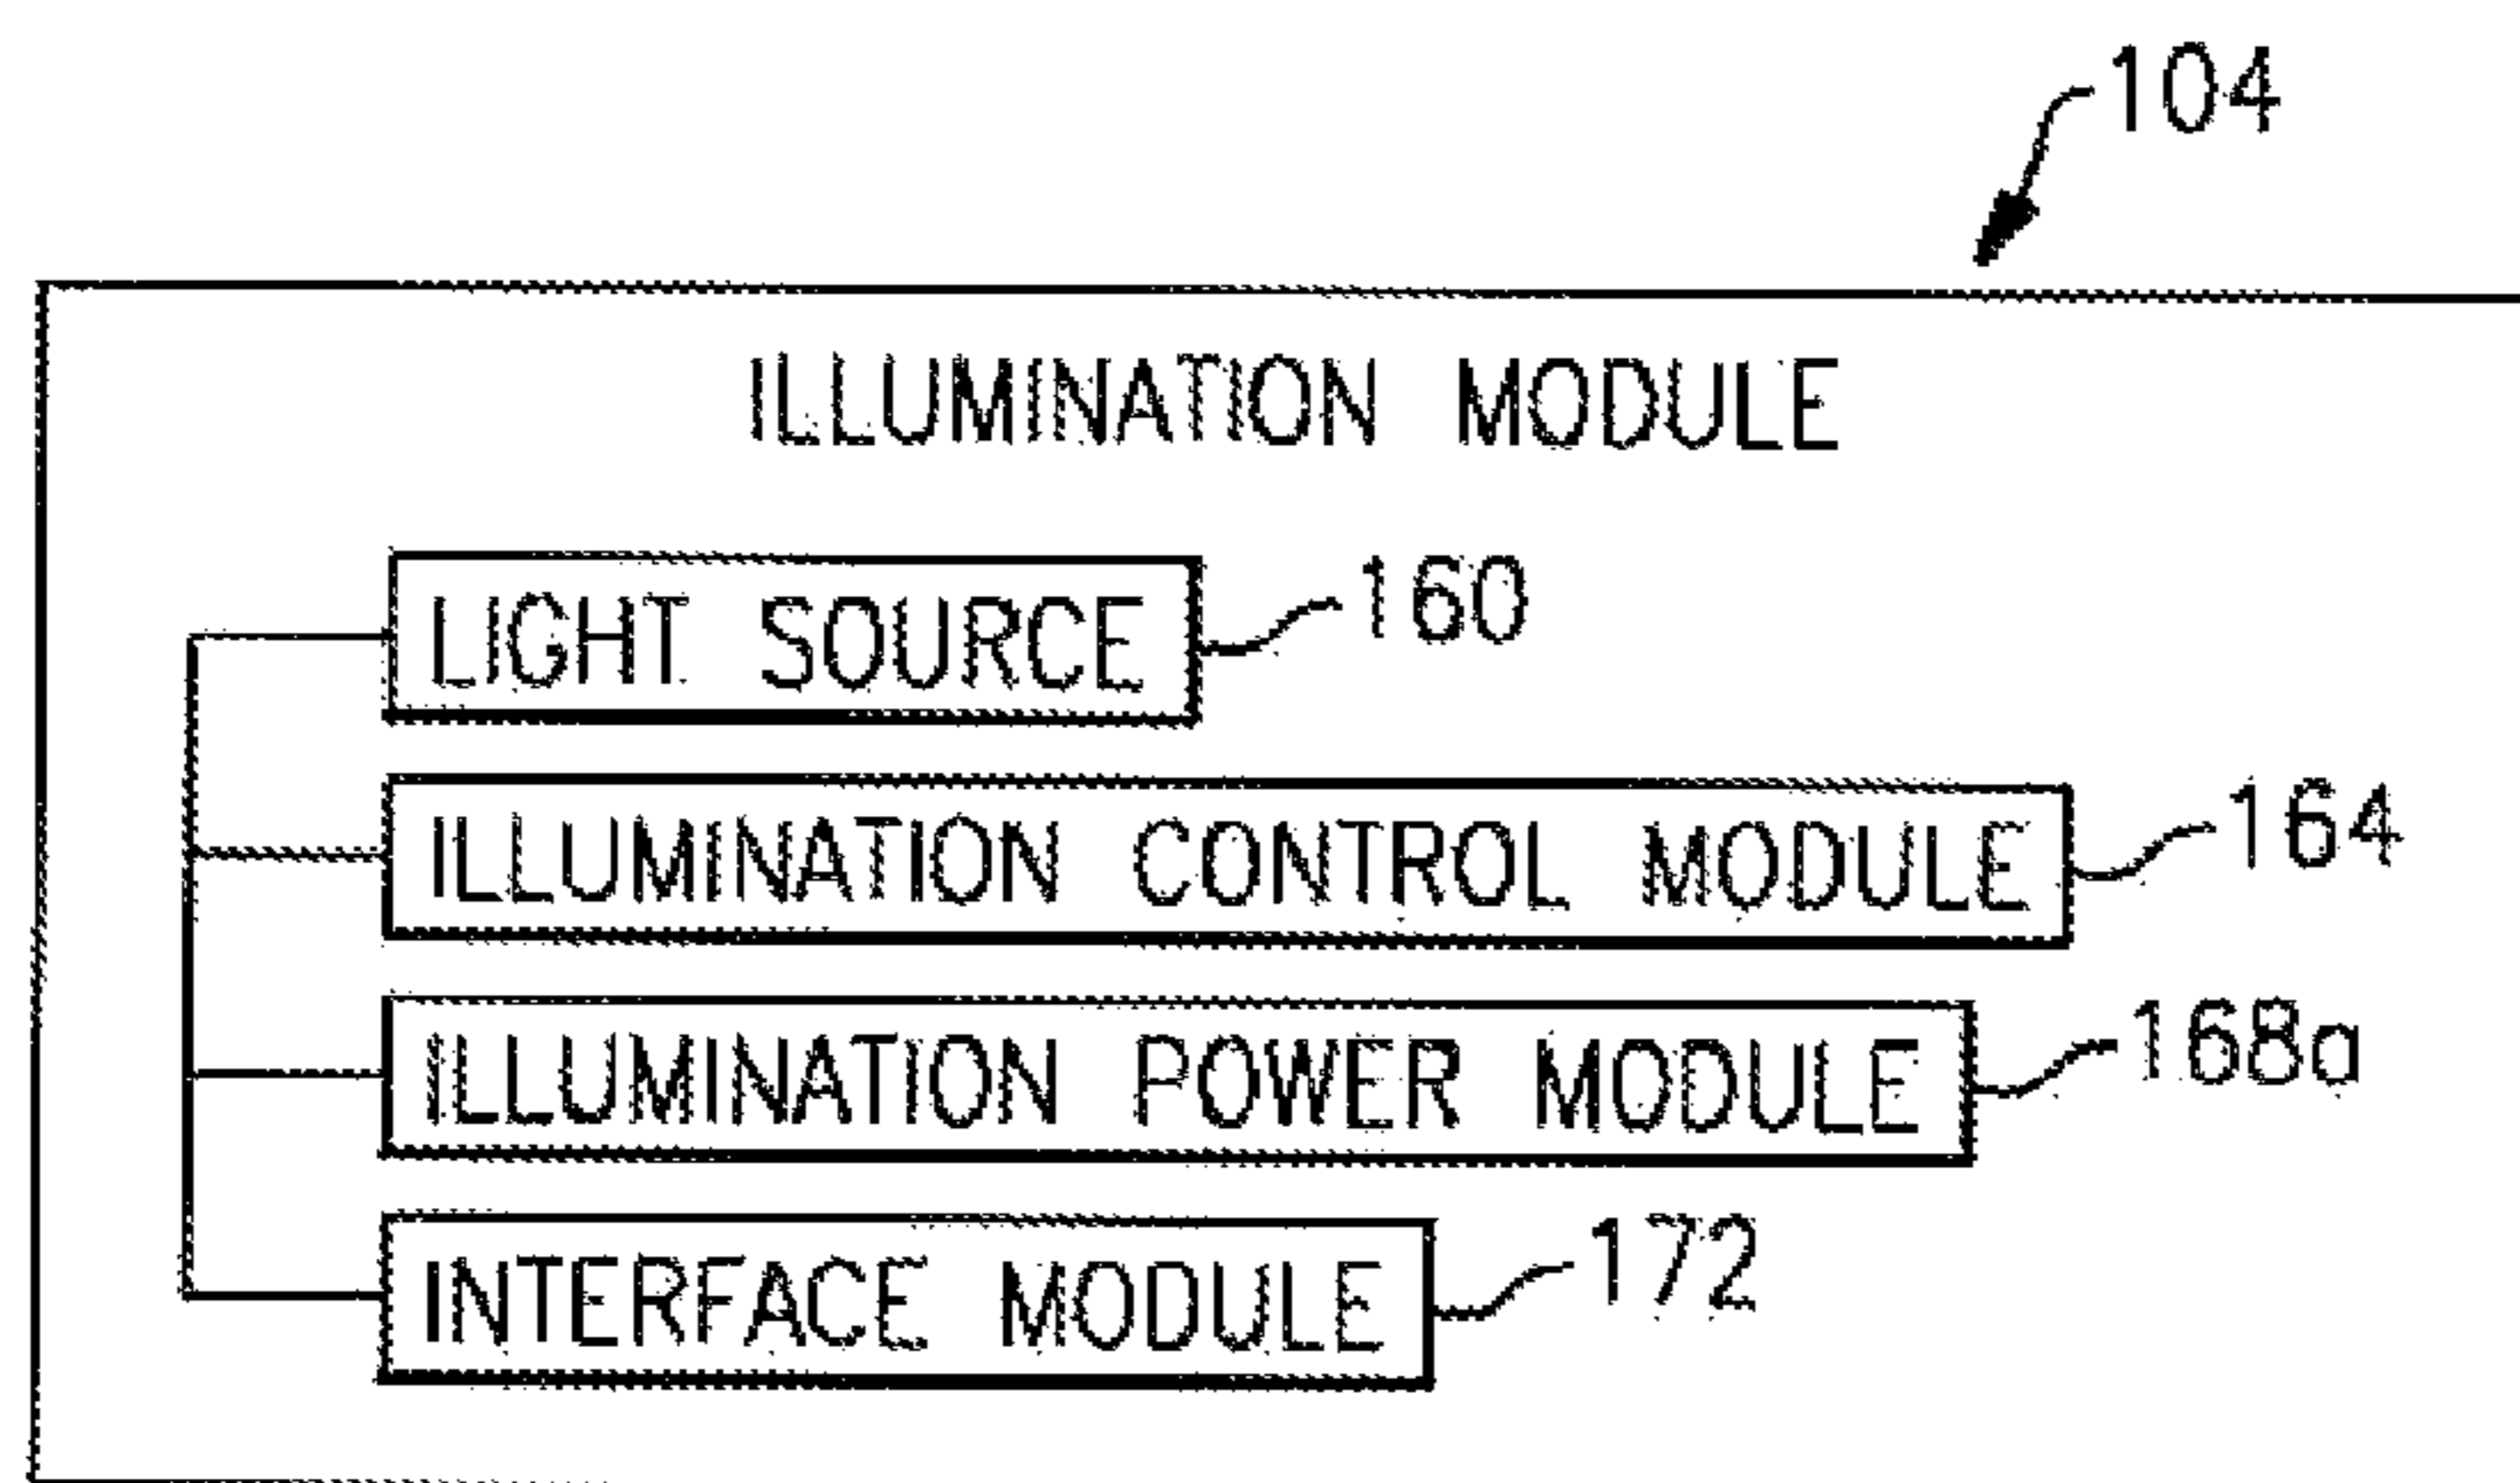 104
ILLUMINATION MODULE
LIGHT SOURCE 160
ILLUMINATION CONTROL MODULE 164
ILLUMINATION POWER MODULE 168a
INTERFACE MODULE 172